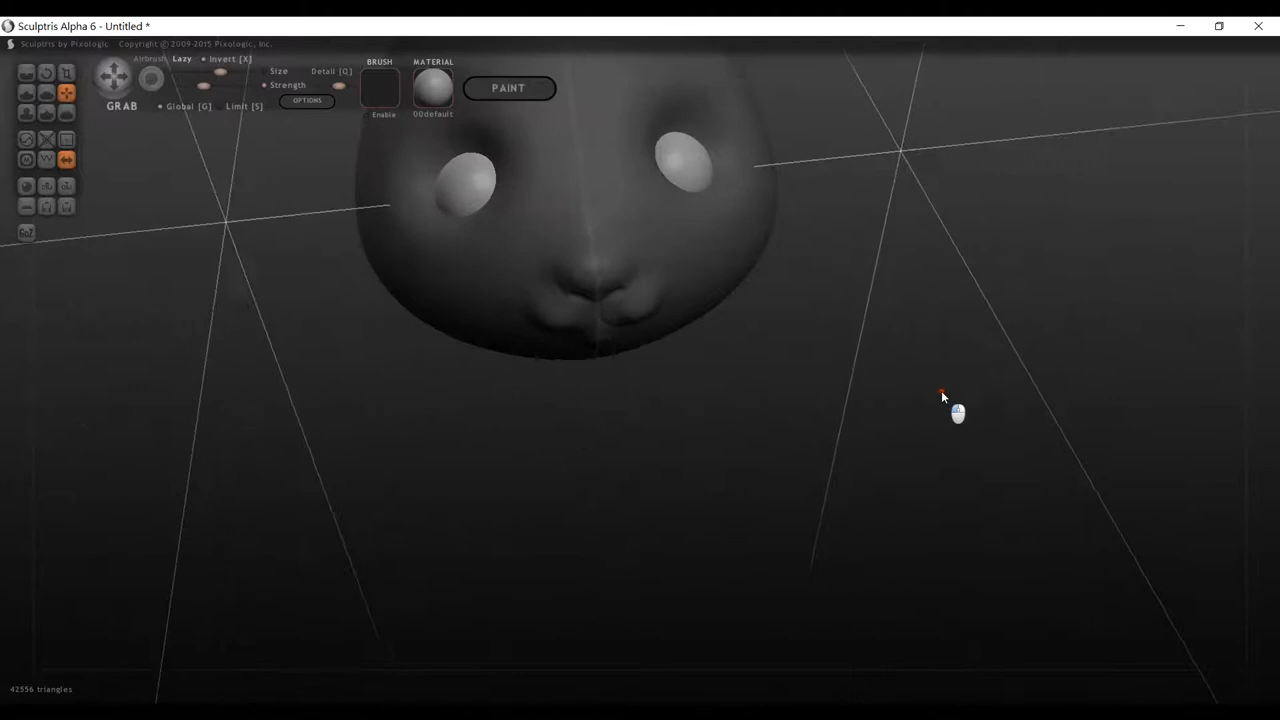 Sculptris Alpha 6 - Untitled *
Sculptris by Pixologic Copyright © 2009-2015 Pixologic, Inc.
Airbrush Lazy Invert [X]
Size Detail [Q]
Strength
GRAB Global [G] OPTIONS Limit [S]
BRUSH
Enable
MATERIAL
00default
PAINT
GoZ
42556 triangles